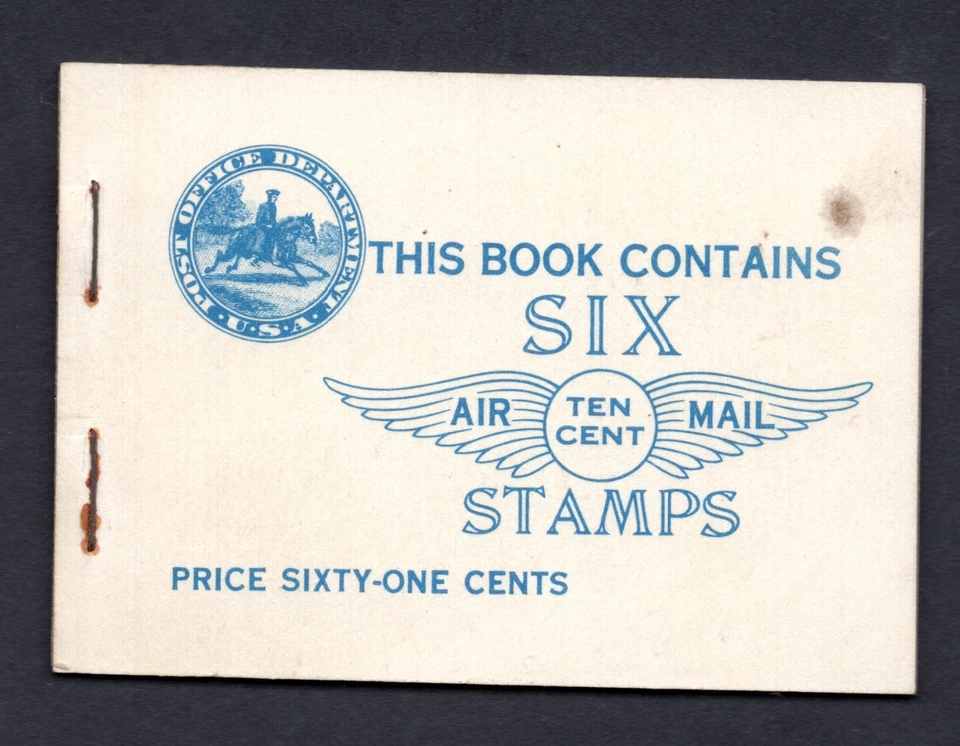 POST OFFICE DEPARTMENT
U.S.A.
THIS BOOK CONTAINS
SIX
AIR TEN MAIL
CENT
STAMPS
PRICE SIXTY-ONE CENTS